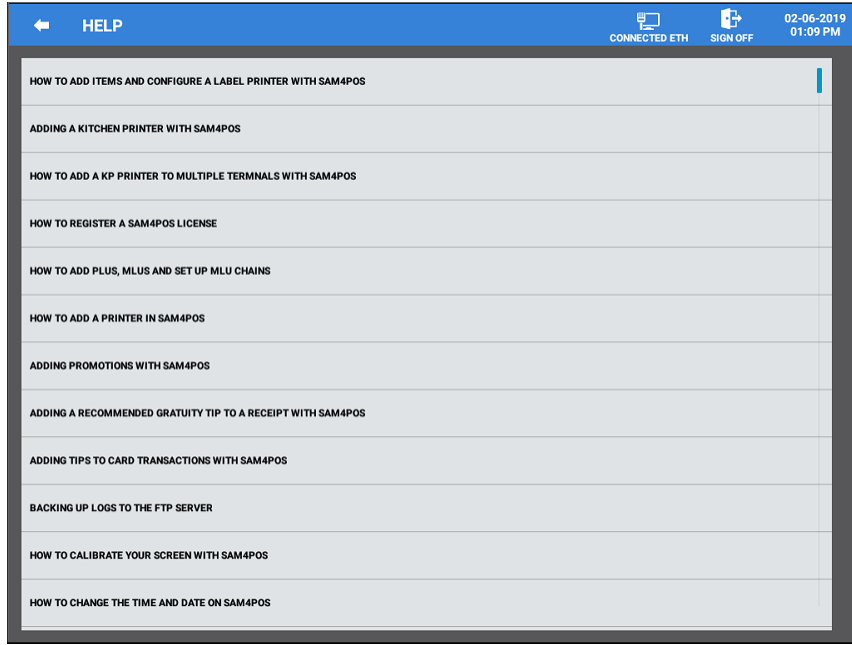 HELP
CONNECTED ETH
SIGN OFF
02-06-2019
01:09 PM
HOW TO ADD ITEMS AND CONFIGURE A LABEL PRINTER WITH SAM4POS
ADDING A KITCHEN PRINTER WITH SAM4POS
HOW TO ADD A KP PRINTER TO MULTIPLE TERMNALS WITH SAM4POS
HOW TO REGISTER A SAM4POS LICENSE
HOW TO ADD PLUS, MLUS AND SET UP MLU CHAINS
HOW TO ADD A PRINTER IN SAM4POS
ADDING PROMOTIONS WITH SAM4POS
ADDING A RECOMMENDED GRATUITY TIP TO A RECEIPT WITH SAM4POS
ADDING TIPS TO CARD TRANSACTIONS WITH SAM4POS
BACKING UP LOGS TO THE FTP SERVER
HOW TO CALIBRATE YOUR SCREEN WITH SAM4POS
HOW TO CHANGE THE TIME AND DATE ON SAM4POS